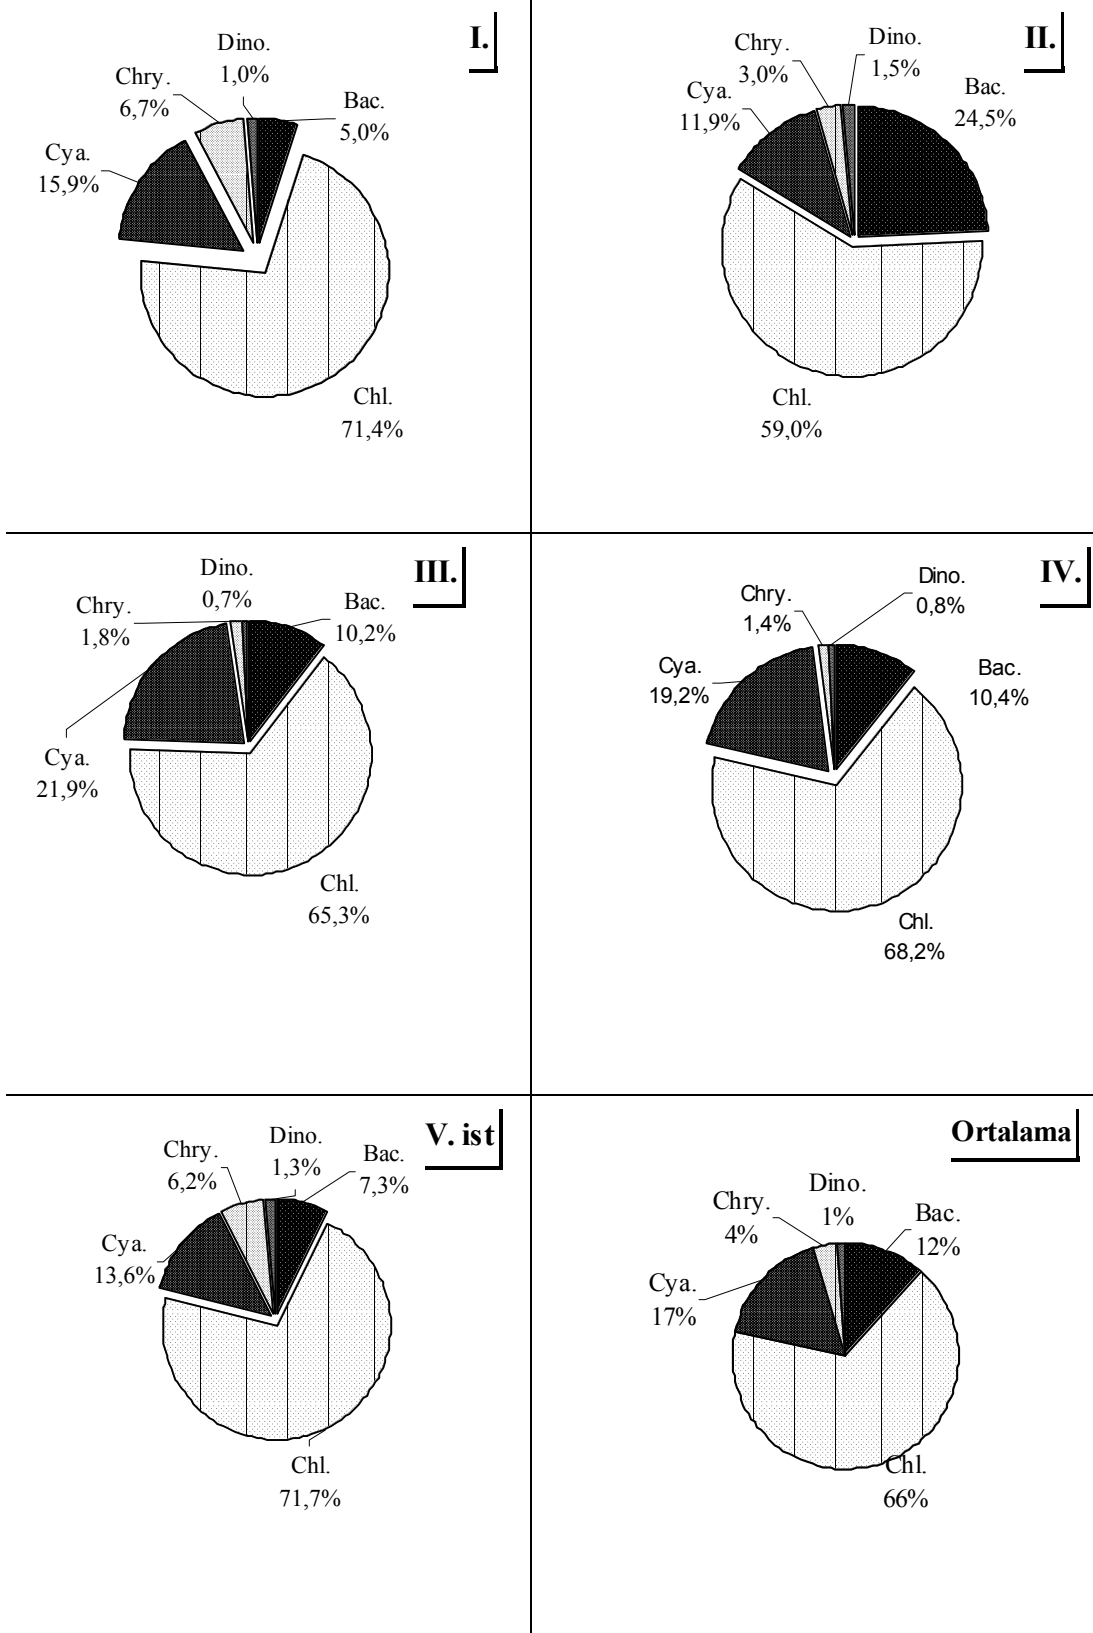 I.
Dino.
1,0%
Chry.
6,7%
Bac.
5,0%
Cya.
15,9%
Chl.
71,4%
II.
Dino.
1,5%
Chry.
3,0%
Bac.
24,5%
Cya.
11,9%
Chl.
59,0%
III.
Dino.
0,7%
Chry.
1,8%
Bac.
10,2%
Cya.
21,9%
Chl.
65,3%
IV.
Dino.
0,8%
Chry.
1,4%
Cya.
19,2%
Bac.
10,4%
Chl.
68,2%
V. ist
Dino.
1,3%
Chry.
6,2%
Bac.
7,3%
Cya.
13,6%
Chl.
71,7%
Ortalama
Dino.
1%
Chry.
4%
Bac.
12%
Cya.
17%
Chl.
66%